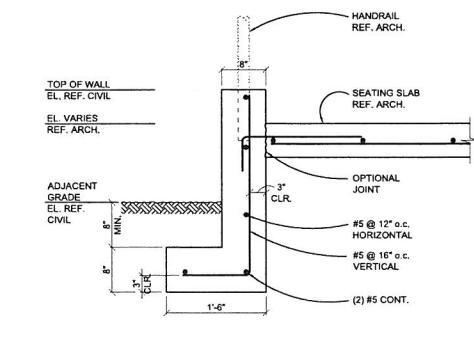 HANDRAIL
REF. ARCH.
8"
TOP OF WALL
EL. REF. CIVIL
SEATING SLAB
REF. ARCH.
EL. VARIES
REF. ARCH.
OPTIONAL
JOINT
3"
CLR.
ADJACENT
GRADE
EL. REF.
CIVIL
8"
MIN.
#5 @ 12" o.c.
HORIZONTAL
#5 @ 16" o.c.
VERTICAL
8"
3"
CLR.
(2) #5 CONT.
1'-6"